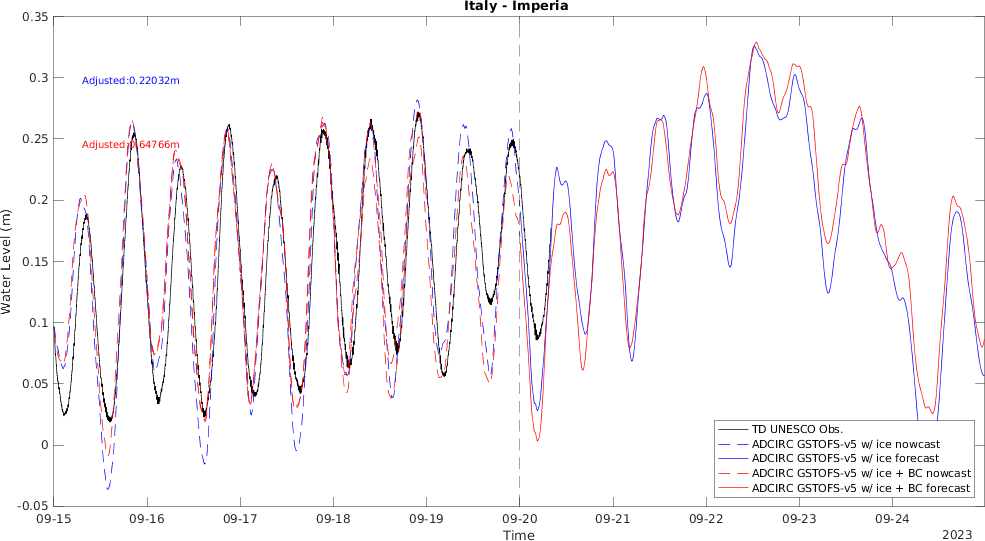 Italy - Imperia
Water Level (m)
0.35
0.3
0.25
0.2
0.15
0.1
0.05
0
-0.05
Adjusted:0.22032m
Adjusted:0.64766m
TD UNESCO Obs.
ADCIRC GSTOFS-v5 w/ ice nowcast
ADCIRC GSTOFS-v5 w/ ice forecast
ADCIRC GSTOFS-v5 w/ ice + BC nowcast
ADCIRC GSTOFS-v5 w/ ice + BC forecast
09-15 09-16 09-17 09-18 09-19 09-20 09-21 09-22 09-23 09-24
Time
2023